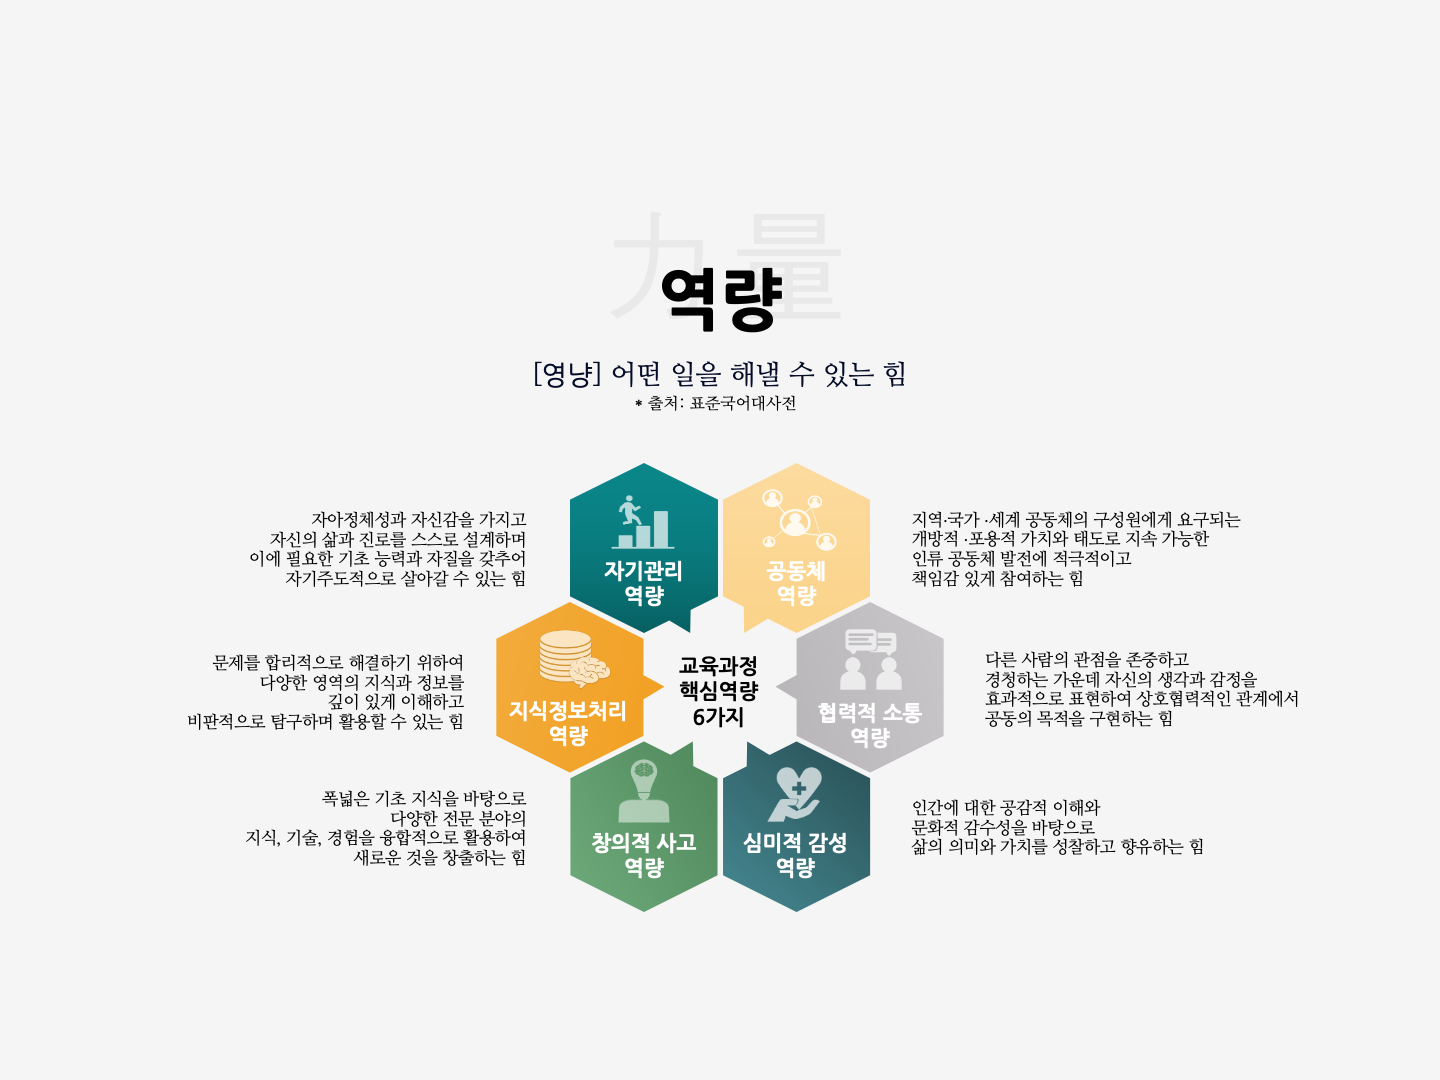 力量
역량
[영냥] 어떤 일을 해낼 수 있는 힘
* 출처: 표준국어대사전
자아정체성과 자신감을 가지고
자신의 삶과 진로를 스스로 설계하며
이에 필요한 기초 능력과 자질을 갖추어
자기주도적으로 살아갈 수 있는 힘
자기관리
역량
공동체
역량
지역·국가 ·세계 공동체의 구성원에게 요구되는
개방적 ·포용적 가치와 태도로 지속 가능한
인류 공동체 발전에 적극적이고
책임감 있게 참여하는 힘
문제를 합리적으로 해결하기 위하여
다양한 영역의 지식과 정보를
깊이 있게 이해하고
비판적으로 탐구하며 활용할 수 있는 힘
지식정보처리
역량
교육과정
핵심역량
6가지
협력적 소통
역량
다른 사람의 관점을 존중하고
경청하는 가운데 자신의 생각과 감정을
효과적으로 표현하여 상호협력적인 관계에서
공동의 목적을 구현하는 힘
폭넓은 기초 지식을 바탕으로
다양한 전문 분야의
지식, 기술, 경험을 융합적으로 활용하여
새로운 것을 창출하는 힘
창의적 사고
역량
심미적 감성
역량
인간에 대한 공감적 이해와
문화적 감수성을 바탕으로
삶의 의미와 가치를 성찰하고 향유하는 힘